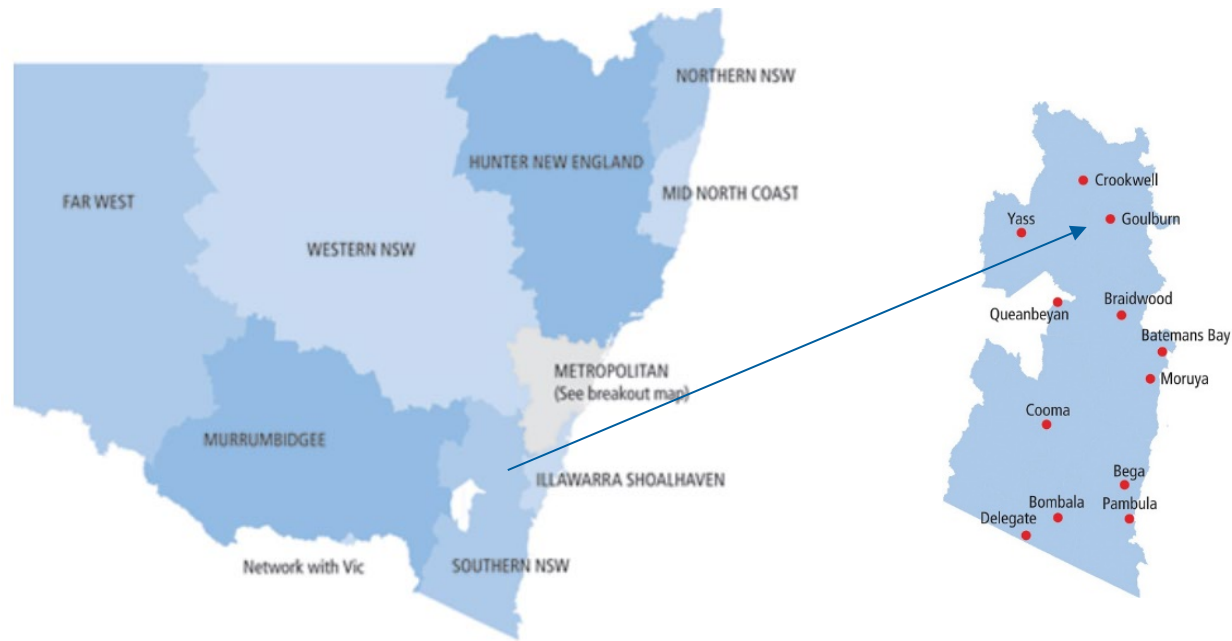 NORTHERN NSW
HUNTER NEW ENGLAND
MID NORTH COAST
FAR WEST
WESTERN NSW
METROPOLITAN
(See breakout map)
MURRUMBIDGEE
ILLAWARRA SHOALHAVEN
Network with Vic
SOUTHERN NSW
Crookwell
Goulburn
Yass
Queanbeyan
Braidwood
Batemans Bay
Moruya
Cooma
Bega
Bombala
Pambula
Delegate